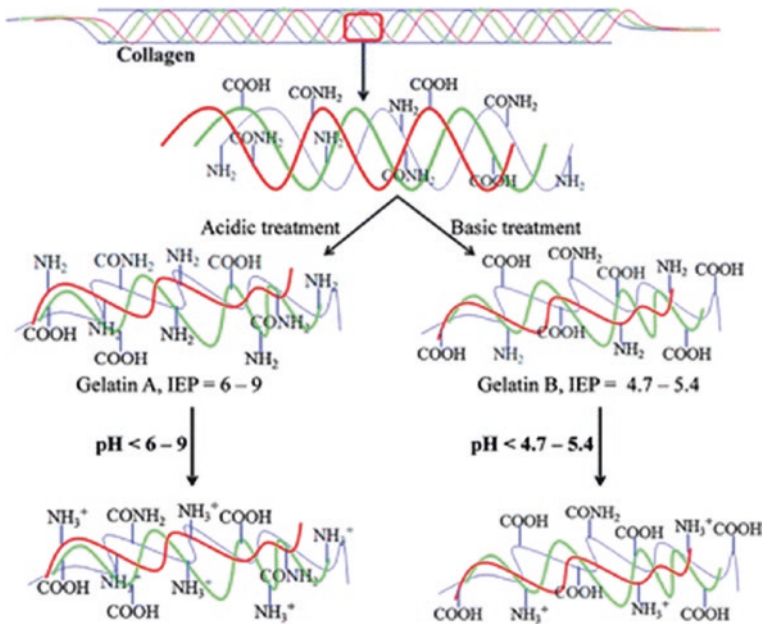 Collagen
COOH CONH₂ NH₂ COOH CONH₂
NH₂ CONH₂ NH₂ CONH₂ COOH NH₂
Acidic treatment Basic treatment
NH₂ CONH₂ NH₂ COOH NH₂
COOH NH₂ COOH NH₂ CONH₂ NH₂
COOH CONH₂ COOH NH₂ COOH
COOH NH₂ COOH NH₂ COOH
Gelatin A, IEP = 6 – 9
Gelatin B, IEP = 4.7 – 5.4
pH < 6 – 9
pH < 4.7 – 5.4
NH₃⁺ CONH₂ NH₃⁺ COOH NH₃⁺
COOH NH₃⁺ COOH NH₃⁺ CONH₂ NH₃⁺
COOH CONH₂ COOH NH₃⁺ COOH
COOH NH₃⁺ COOH NH₃⁺ COOH